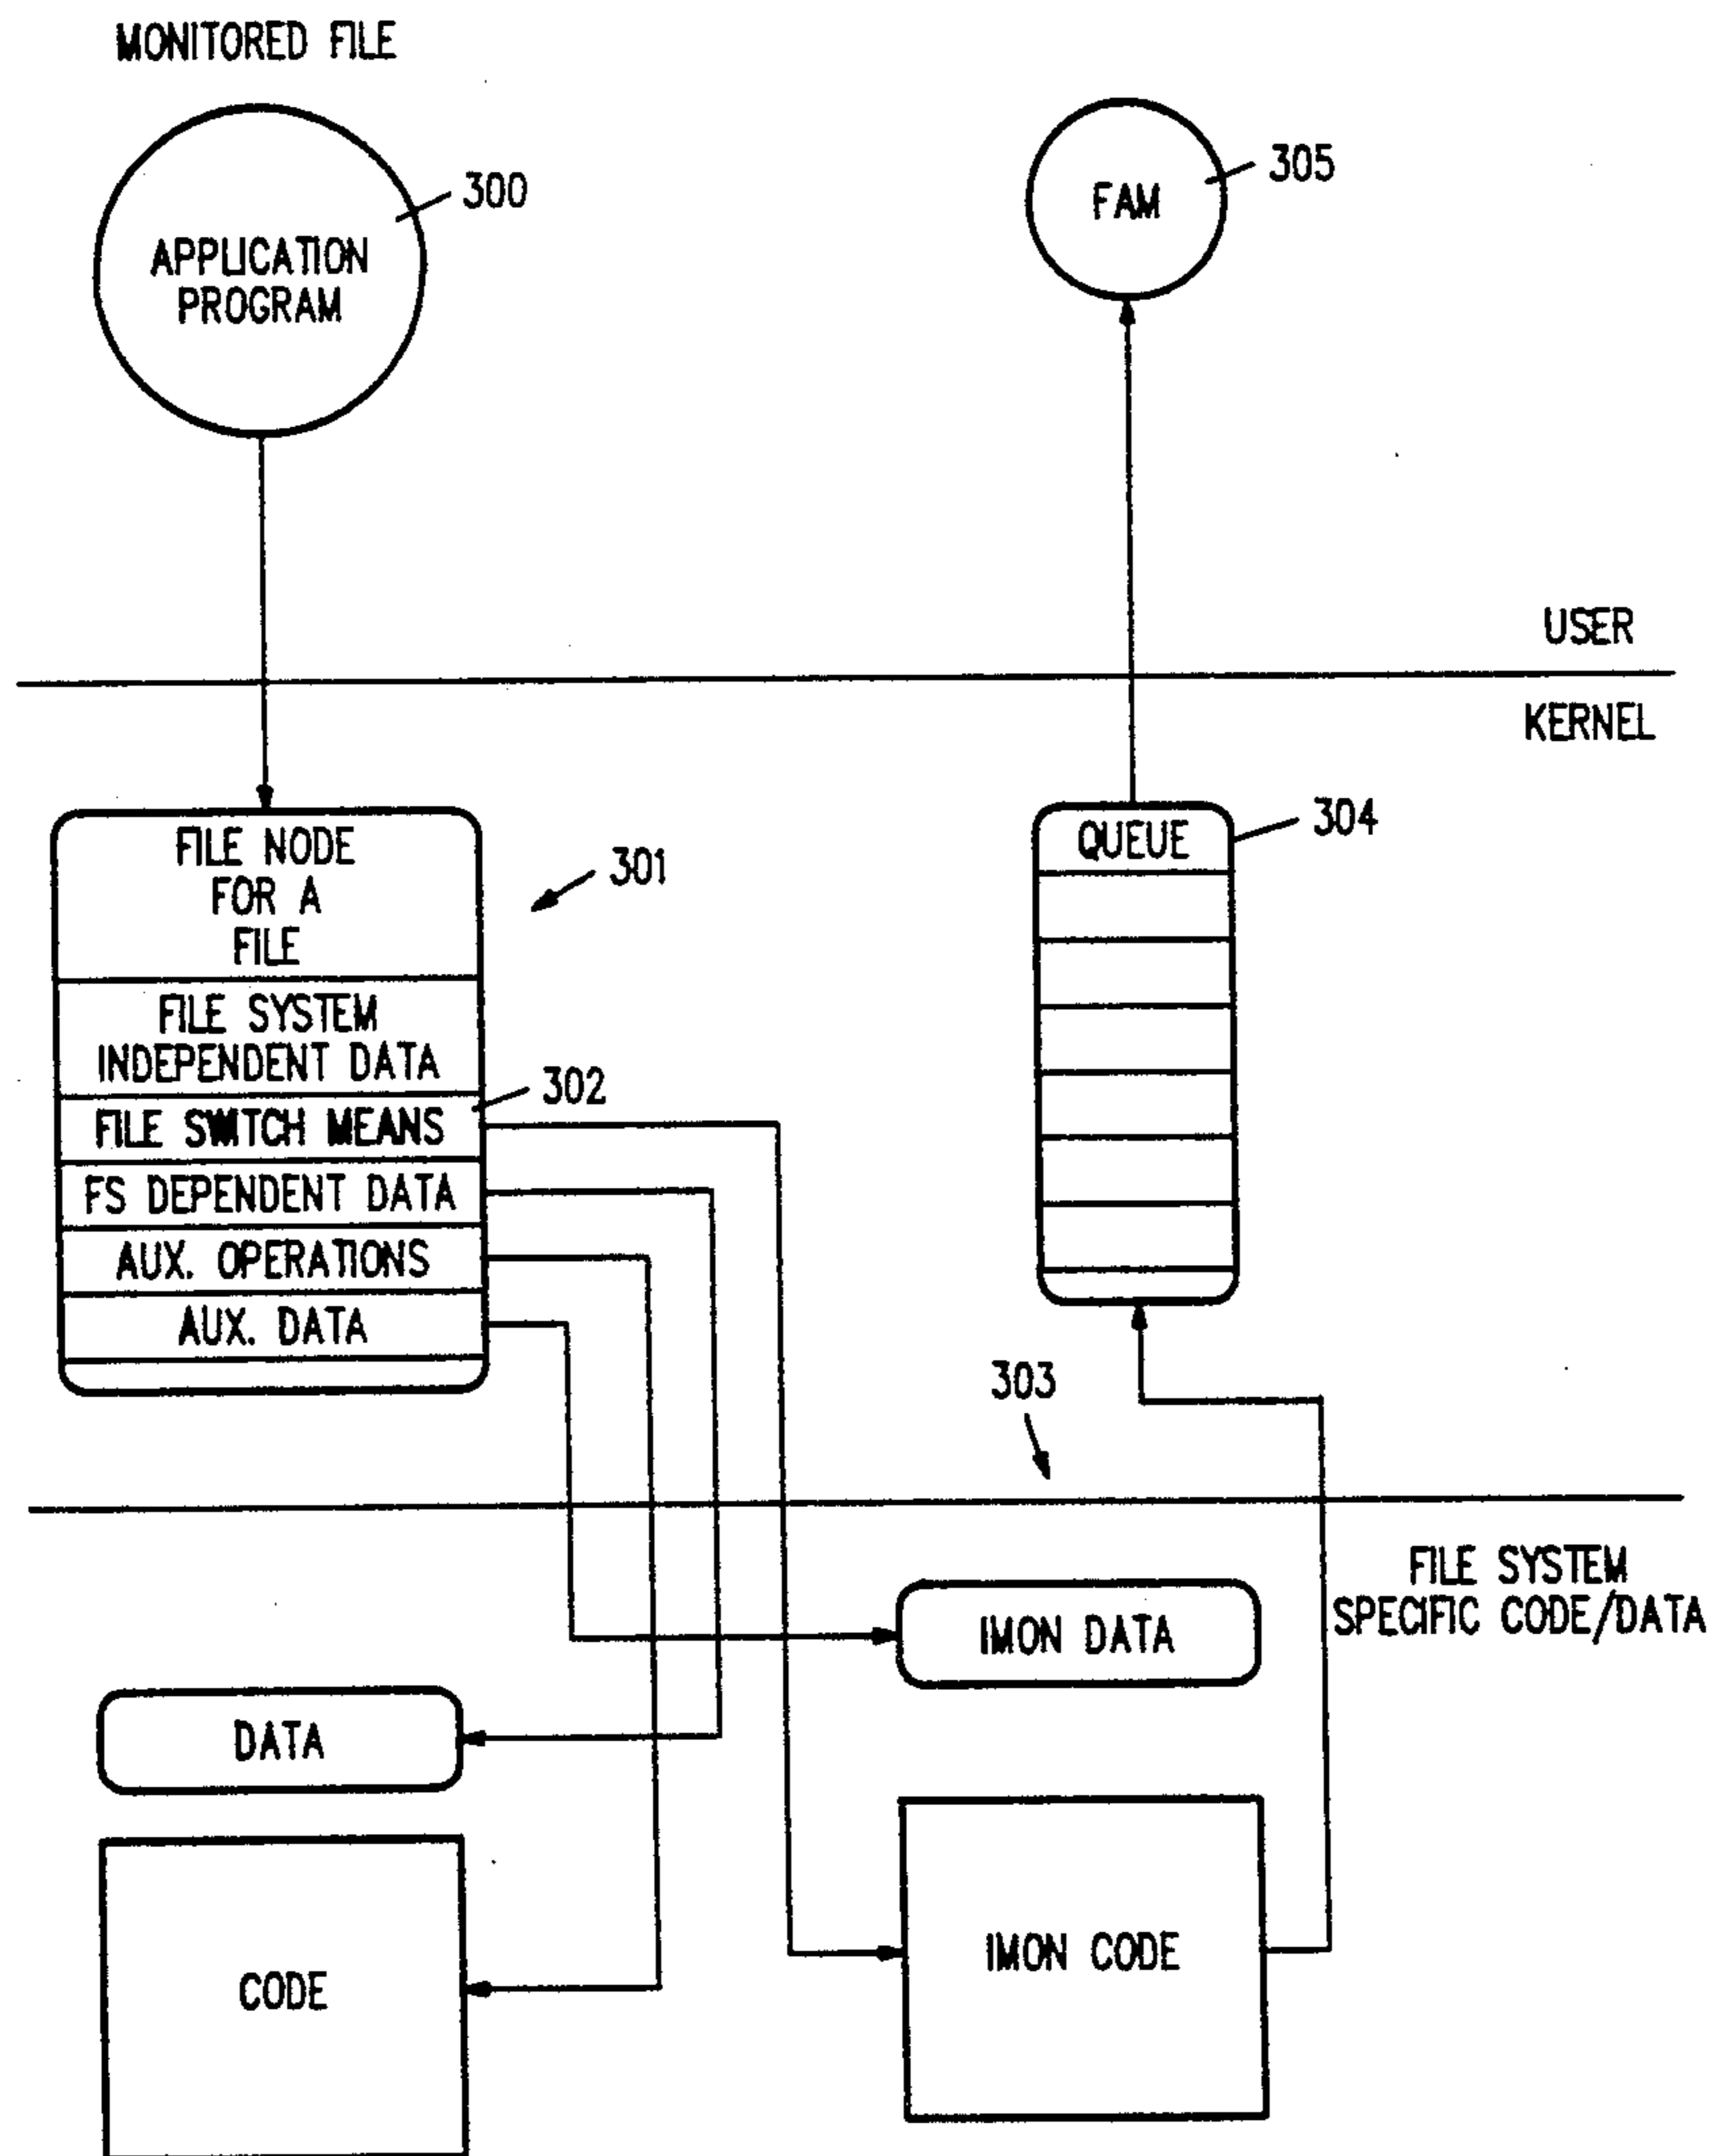 MONITORED FILE
300
APPLICATION
PROGRAM
305
FAM
USER
KERNEL
FILE NODE
FOR A
FILE
301
FILE SYSTEM
INDEPENDENT DATA
302
FILE SWITCH MEANS
FS DEPENDENT DATA
AUX. OPERATIONS
AUX. DATA
QUEUE
304
303
FILE SYSTEM
SPECIFIC CODE/DATA
IMON DATA
DATA
CODE
IMON CODE